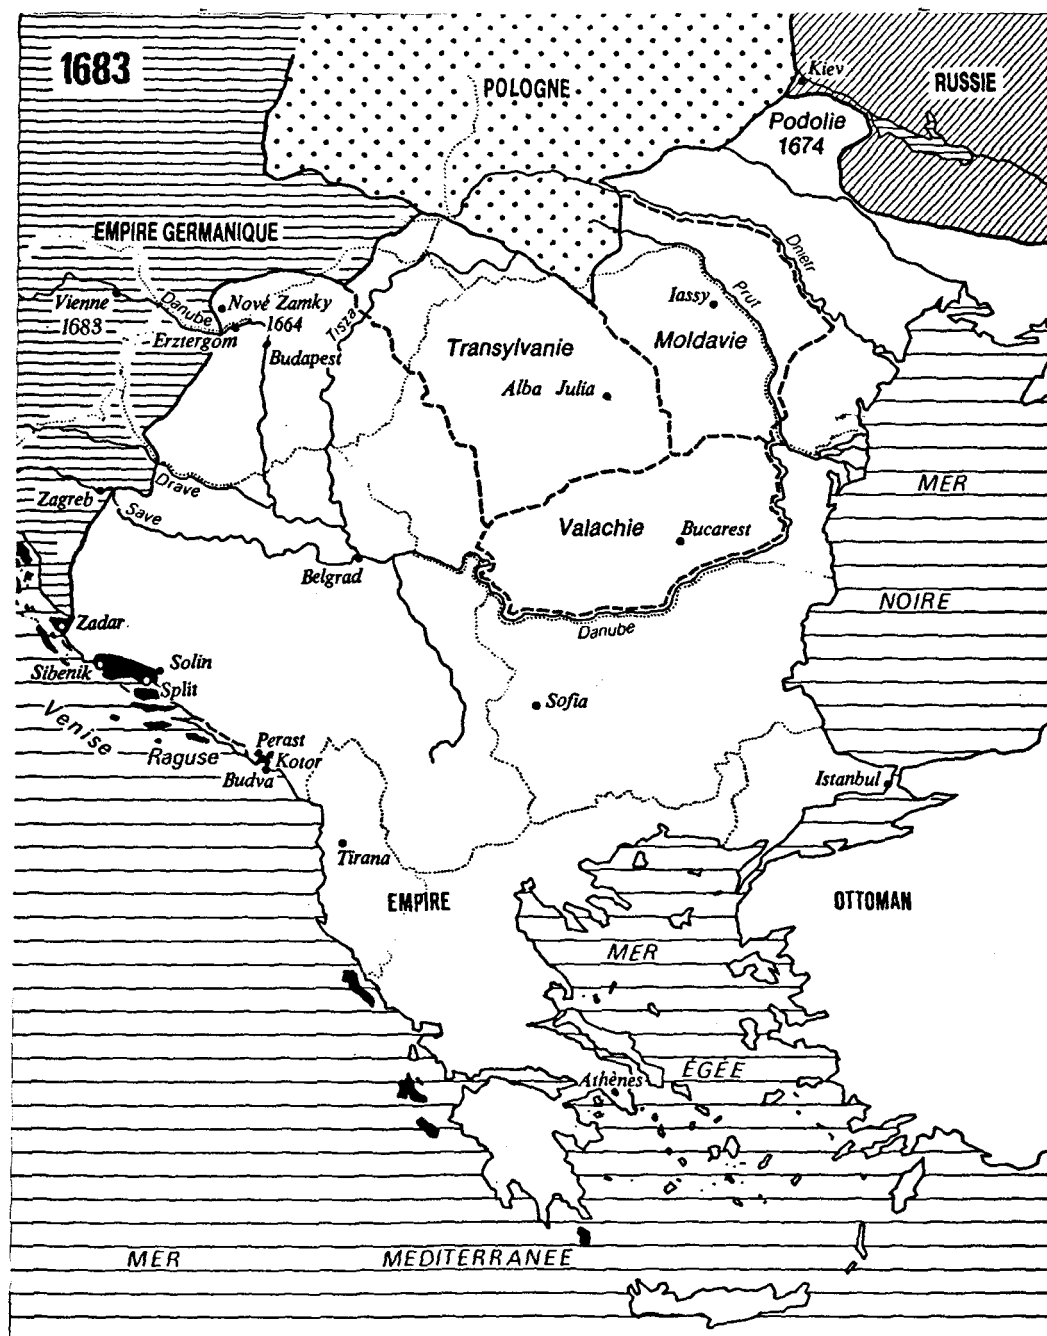 1683
POLOGNE
Kiev
RUSSIE
Podolie
1674
EMPIRE GERMANIQUE
Dnietr
Vienne
1683
Danube
Nové Zamky
1664
Erztergom
Tisza
Budapest
Iassy
Prut
Transylvanie
Moldavie
Alba Julia
Drave
Zagreb
Save
MER
Valachie
Bucarest
Belgrad
NOIRE
Zadar
Danube
Solin
Sibenik
Split
Sofia
Venise
Raguse
Perast
Kotor
Budva
Istanbul
Tirana
EMPIRE
OTTOMAN
MER
ÉGÉE
Athènes
MER
MEDITERRANEE